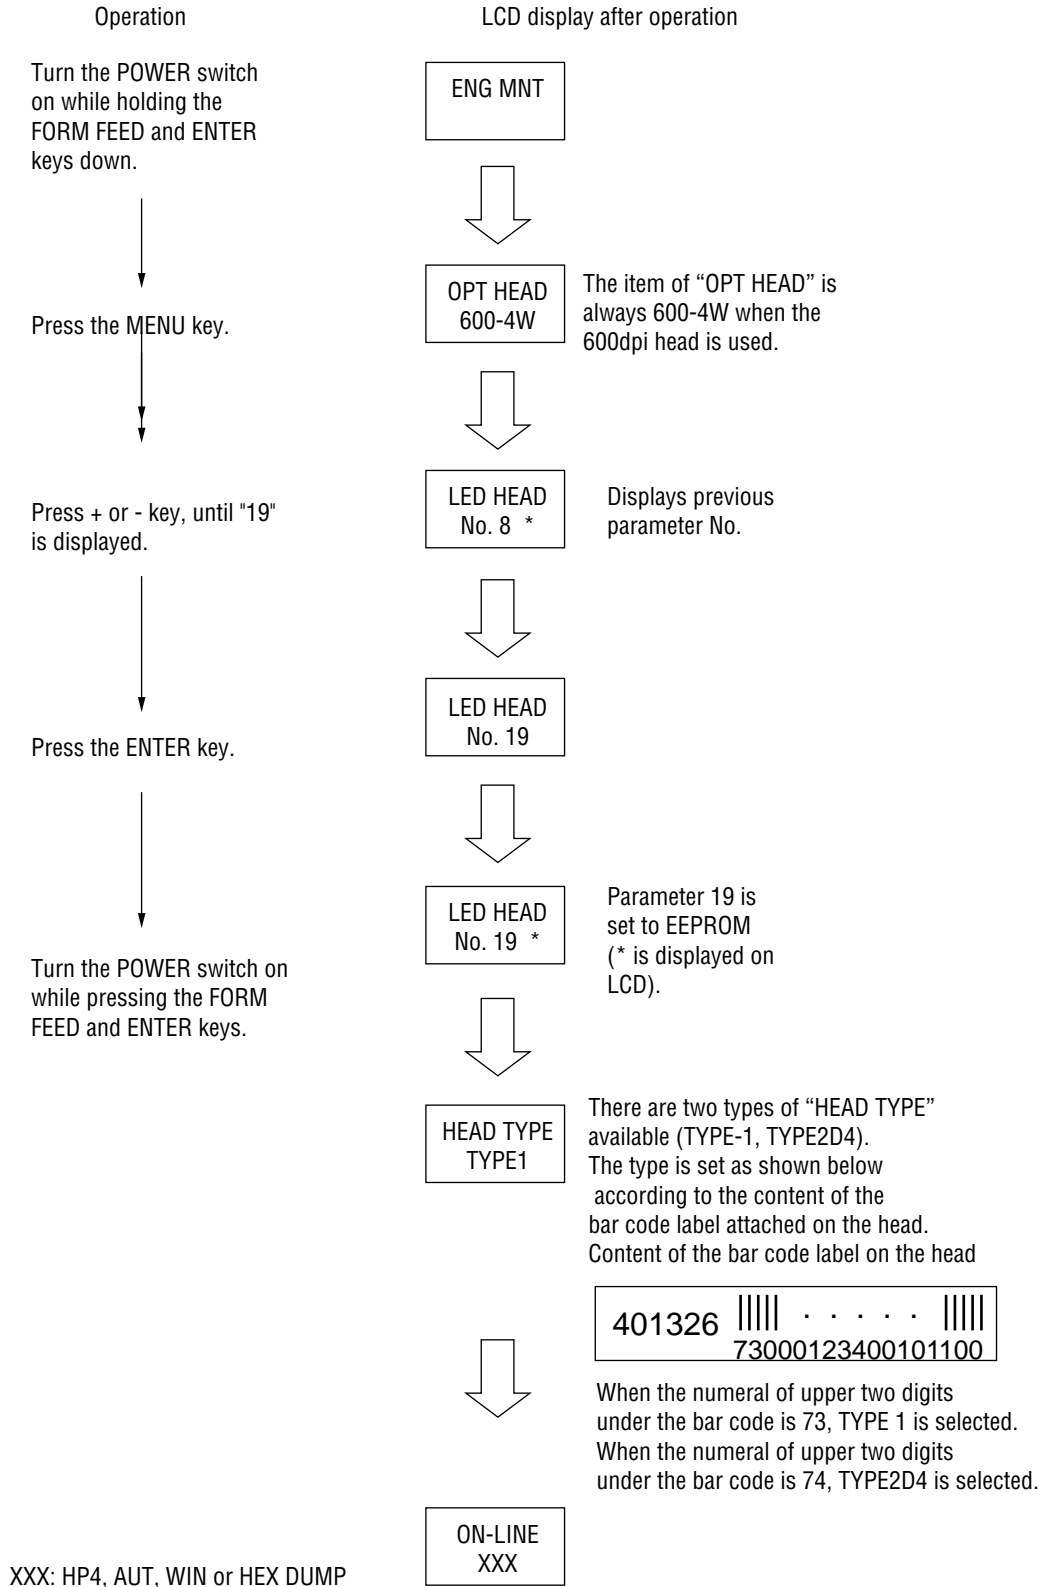 Operation
LCD display after operation
Turn the POWER switch
on while holding the
FORM FEED and ENTER
keys down.
ENG MNT
OPT HEAD
600-4W
The item of “OPT HEAD” is
always 600-4W when the
600dpi head is used.
Press the MENU key.
LED HEAD
No. 8 *
Displays previous
parameter No.
Press + or - key, until "19"
is displayed.
LED HEAD
No. 19
Press the ENTER key.
LED HEAD
No. 19 *
Parameter 19 is
set to EEPROM
(* is displayed on
LCD).
Turn the POWER switch on
while pressing the FORM
FEED and ENTER keys.
HEAD TYPE
TYPE1
There are two types of “HEAD TYPE”
available (TYPE-1, TYPE2D4).
The type is set as shown below
according to the content of the
bar code label attached on the head.
Content of the bar code label on the head
401326
73000123400101100
When the numeral of upper two digits
under the bar code is 73, TYPE 1 is selected.
When the numeral of upper two digits
under the bar code is 74, TYPE2D4 is selected.
ON-LINE
XXX
XXX: HP4, AUT, WIN or HEX DUMP